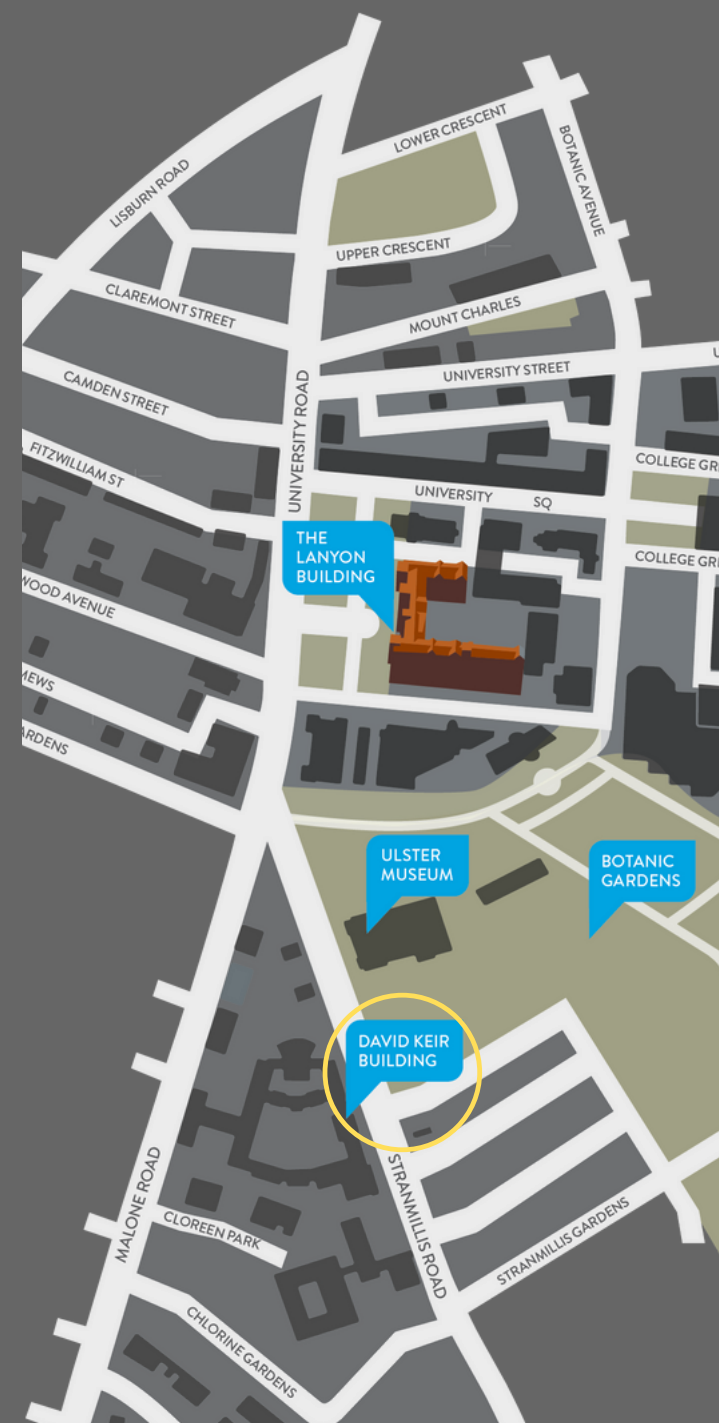 LOWER CRESCENT
BOTANIC AVENUE
LISBURN ROAD
UPPER CRESCENT
CLAREMONT STREET
MOUNT CHARLES
UNIVERSITY STREET
U
CAMDEN STREET
UNIVERSITY ROAD
FITZWILLIAM ST
COLLEGE GRE
UNIVERSITY SQ
THE
LANYON
BUILDING
COLLEGE GRE
WOOD AVENUE
MEWS
ARDENS
ULSTER
MUSEUM
BOTANIC
GARDENS
DAVID KEIR
BUILDING
MALONE ROAD
STRANMILLIS ROAD
CLOREEN PARK
STRANMILLIS GARDENS
CHLORINE GARDENS